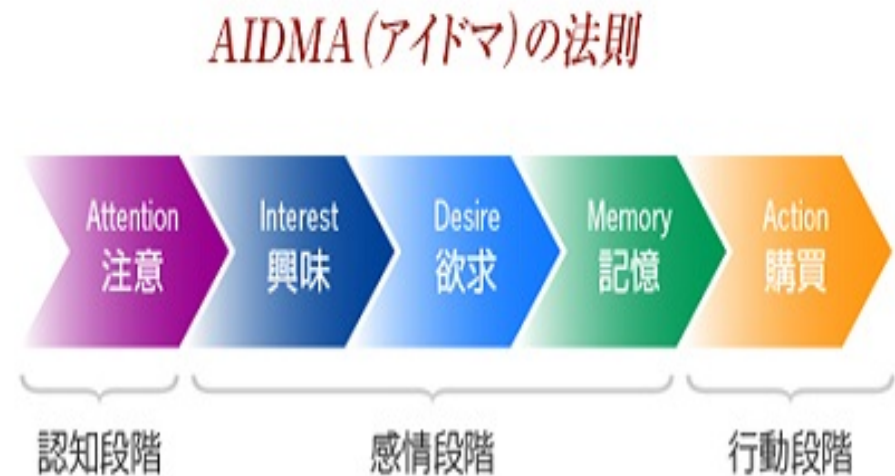 AIDMA(アイドマ)の法則
Attention
注意
Interest
興味
Desire
欲求
Memory
記憶
Action
購買
認知段階
感情段階
行動段階